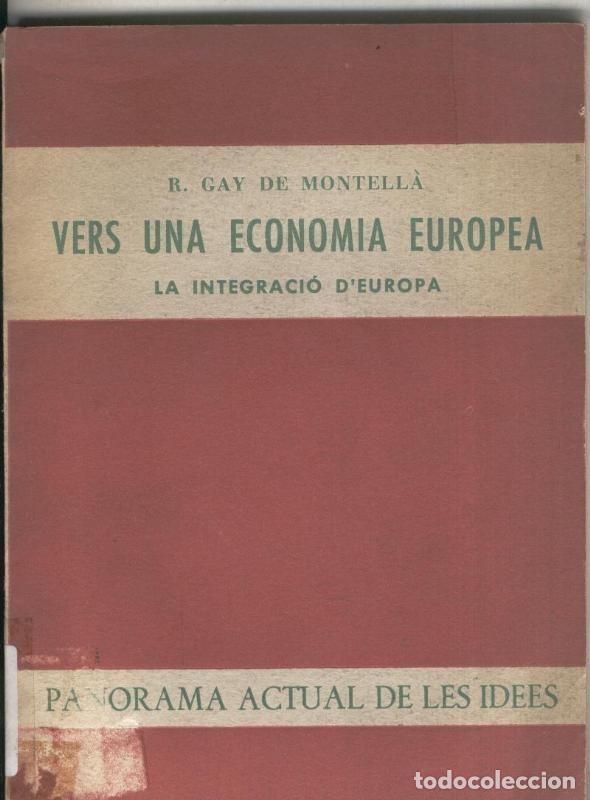 R. GAY DE MONTELLÀ
VERS UNA ECONOMIA EUROPEA
LA INTEGRACIÓ D'EUROPA
PANORAMA ACTUAL DE LES IDEES
todocoleccion